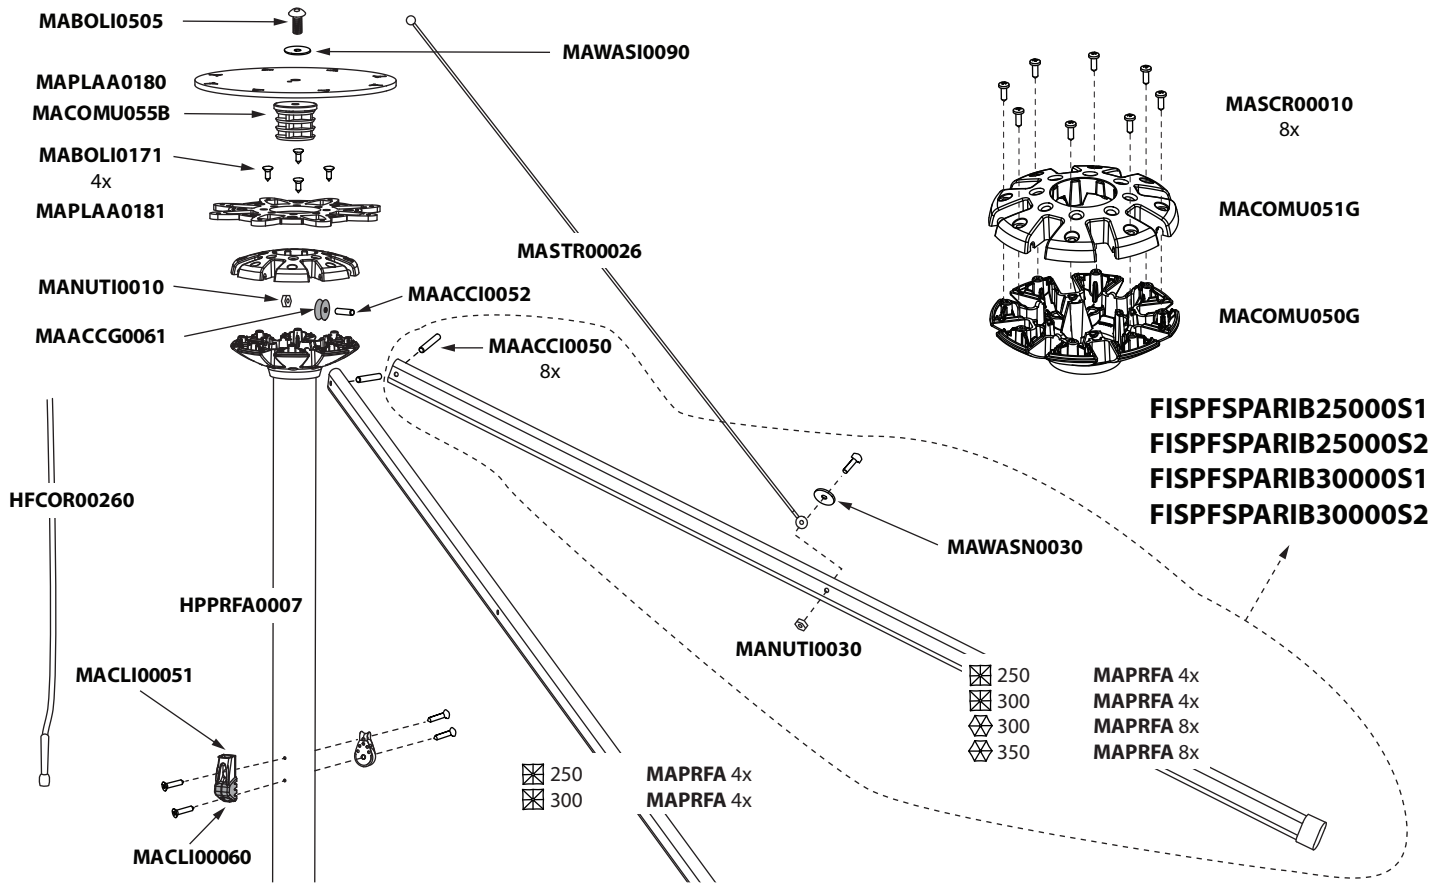 MABOLI0505
MAWASI0090
MAPLAA0180
MACOMU055B
MABOLI0171
4x
MAPLAA0181
MASTR00026
MANUTI0010
MAACCI0052
MAACCG0061
MAACCI0050
8x
MASCR00010
8x
MACOMU051G
MACOMU050G
FISPFSPARIB25000S1
FISPFSPARIB25000S2
FISPFSPARIB30000S1
FISPFSPARIB30000S2
HFCOR00260
MAWASN0030
HPPRFA0007
MANUTI0030
MACLI00051
250 MAPRFA 4x
300 MAPRFA 4x
300 MAPRFA 8x
350 MAPRFA 8x
250 MAPRFA 4x
300 MAPRFA 4x
MACLI00060